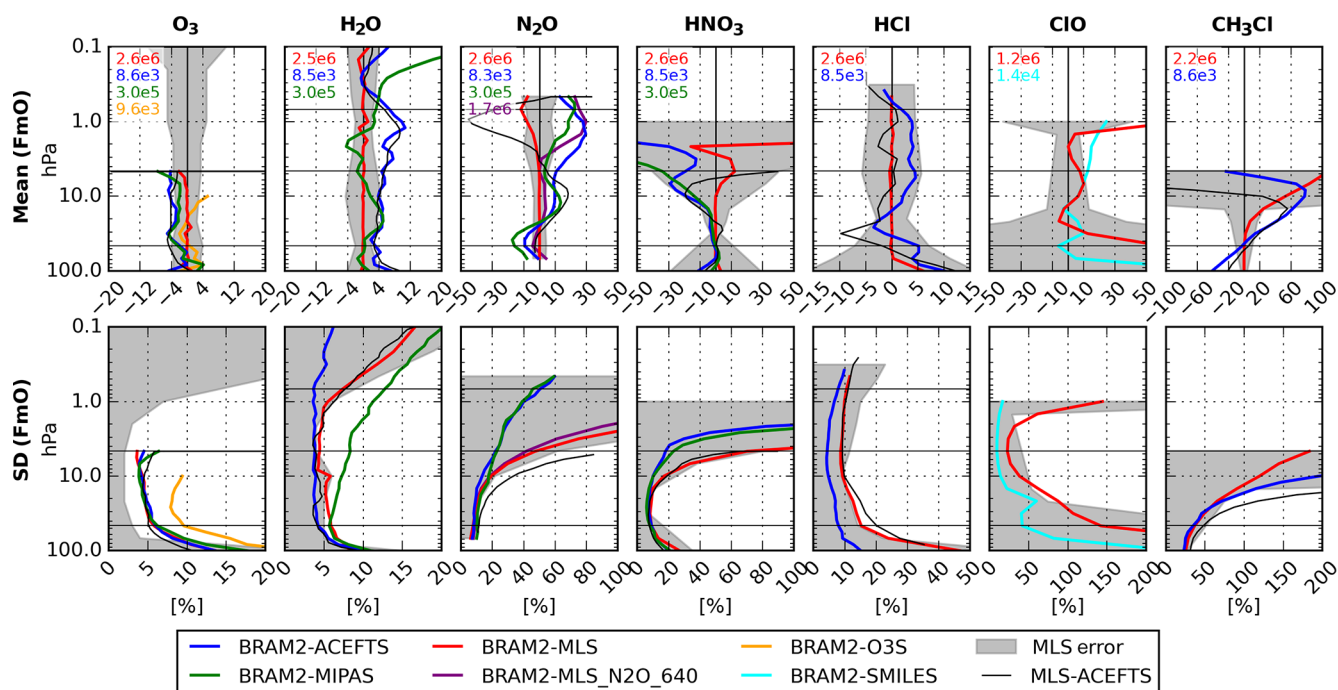 O3 H2O N2O HNO3 HCl ClO CH3Cl
Mean (FmO)
hPa
0.1
1.0
10.0
100.0
2.6e6
8.6e3
3.0e5
9.6e3
2.5e6
8.5e3
3.0e5
2.6e6
8.3e3
3.0e5
1.7e6
2.6e6
8.5e3
3.0e5
2.6e6
8.5e3
1.2e6
1.4e4
2.2e6
8.6e3
−20 −12 −4 4 12 20
−20 −12 −4 4 12 20
−50 −30 −10 10 30 50
−50 −30 −10 10 30 50
−15 −10 −5 0 5 10 15
−50 −30 −10 10 30 50
−100 −60 −20 20 60 100
SD (FmO)
hPa
0.1
1.0
10.0
100.0
0 5 10 15 20
0 5 10 15 20
0 20 40 60 80 100
0 20 40 60 80 100
0 10 20 30 40 50
0 50 100 150 200
0 50 100 150 200
[%] [%] [%] [%] [%] [%] [%]
BRAM2-ACEFTS BRAM2-MLS BRAM2-O3S MLS error
BRAM2-MIPAS BRAM2-MLS_N2O_640 BRAM2-SMILES MLS-ACEFTS